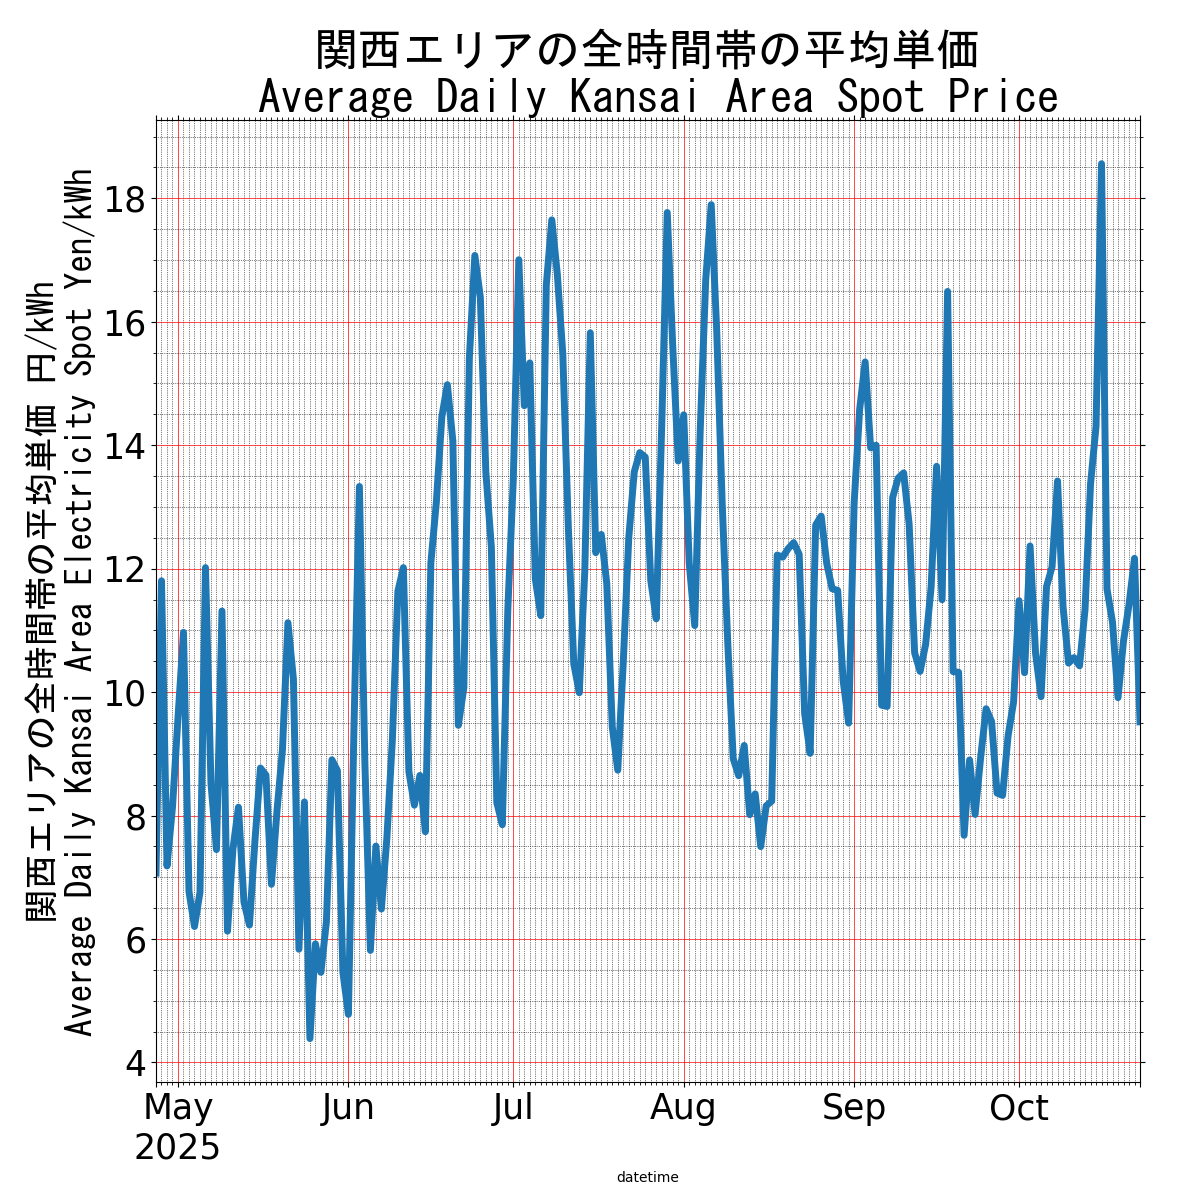 関西エリアの全時間帯の平均単価
Average Daily Kansai Area Spot Price
関西エリアの全時間帯の平均単価 円/kWh
Average Daily Kansai Area Electricity Spot Yen/kWh
18
16
14
12
10
8
6
4
May
2025
Jun
Jul
Aug
Sep
Oct
datetime